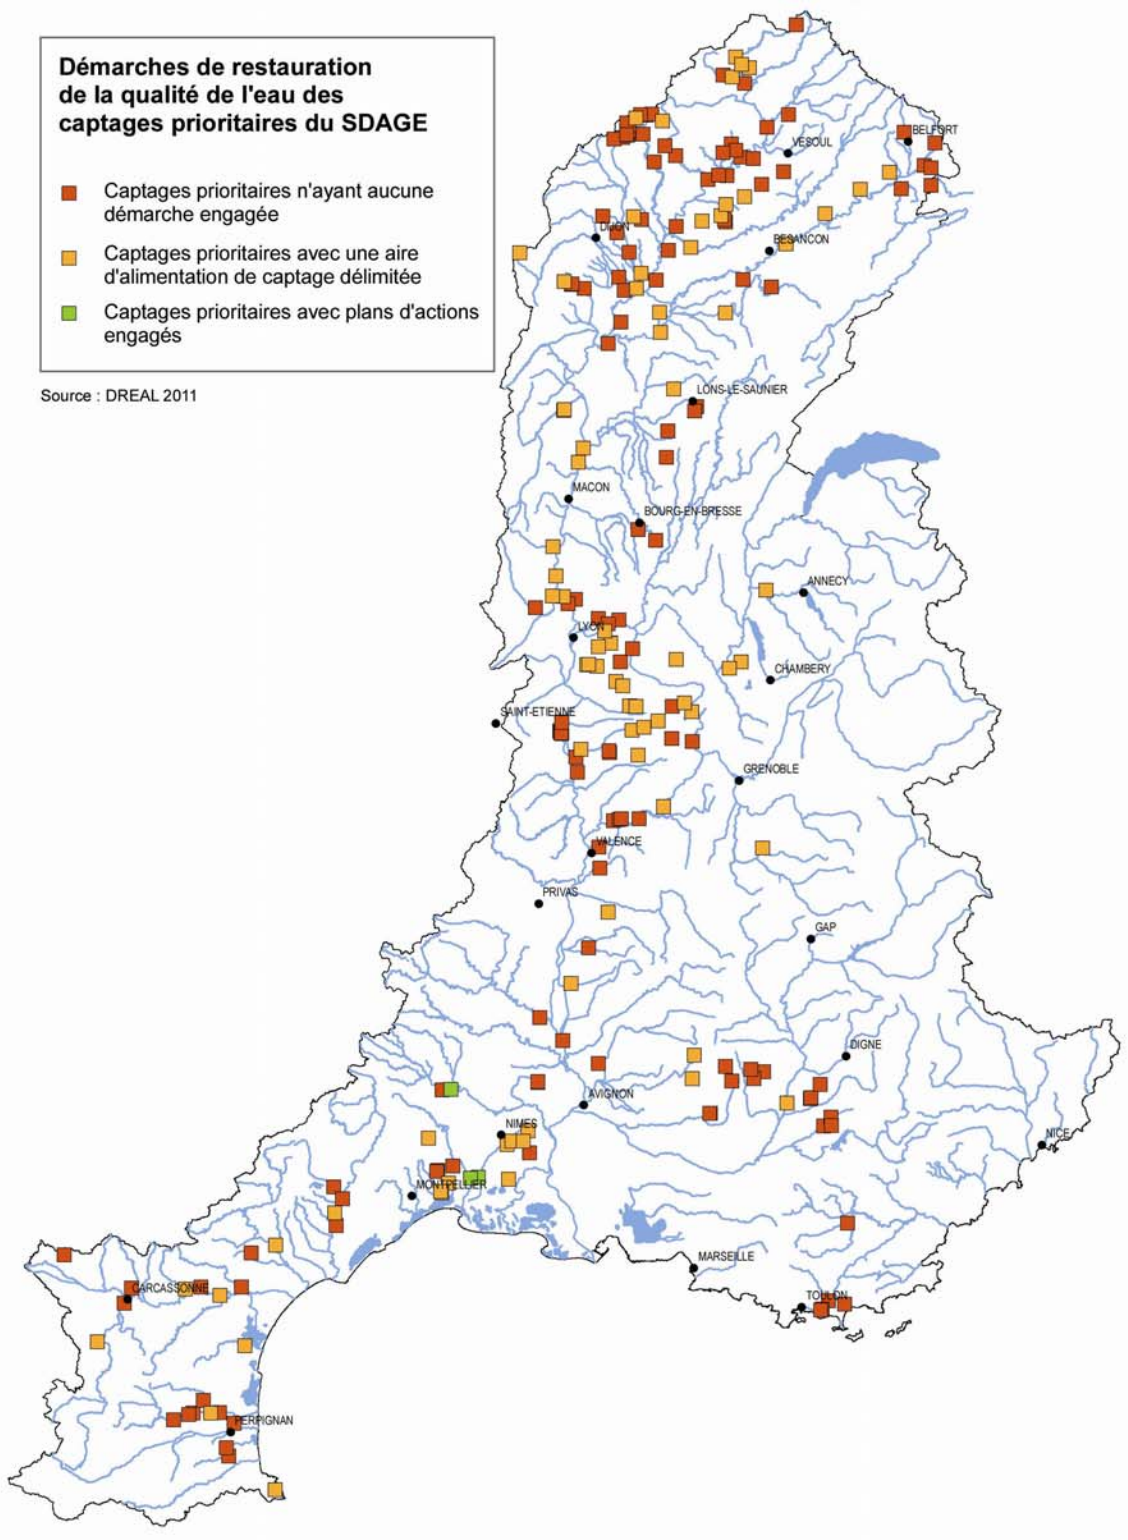 Démarches de restauration
de la qualité de l'eau des
captages prioritaires du SDAGE
Captages prioritaires n'ayant aucune
démarche engagée
Captages prioritaires avec une aire
d'alimentation de captage délimitée
Captages prioritaires avec plans d'actions
engagés
Source : DREAL 2011
BELFORT
VESOUL
DIJON
BESANCON
LONS-LE-SAUNIER
MACON
BOURG-EN-BRESSE
ANNECY
LYON
CHAMBERY
SAINT-ETIENNE
GRENOBLE
VALENCE
PRIVAS
GAP
DIGNE
AVIGNON
NIMES
NICE
MONTPELLIER
MARSEILLE
CARCASSONNE
TOULON
PERPIGNAN